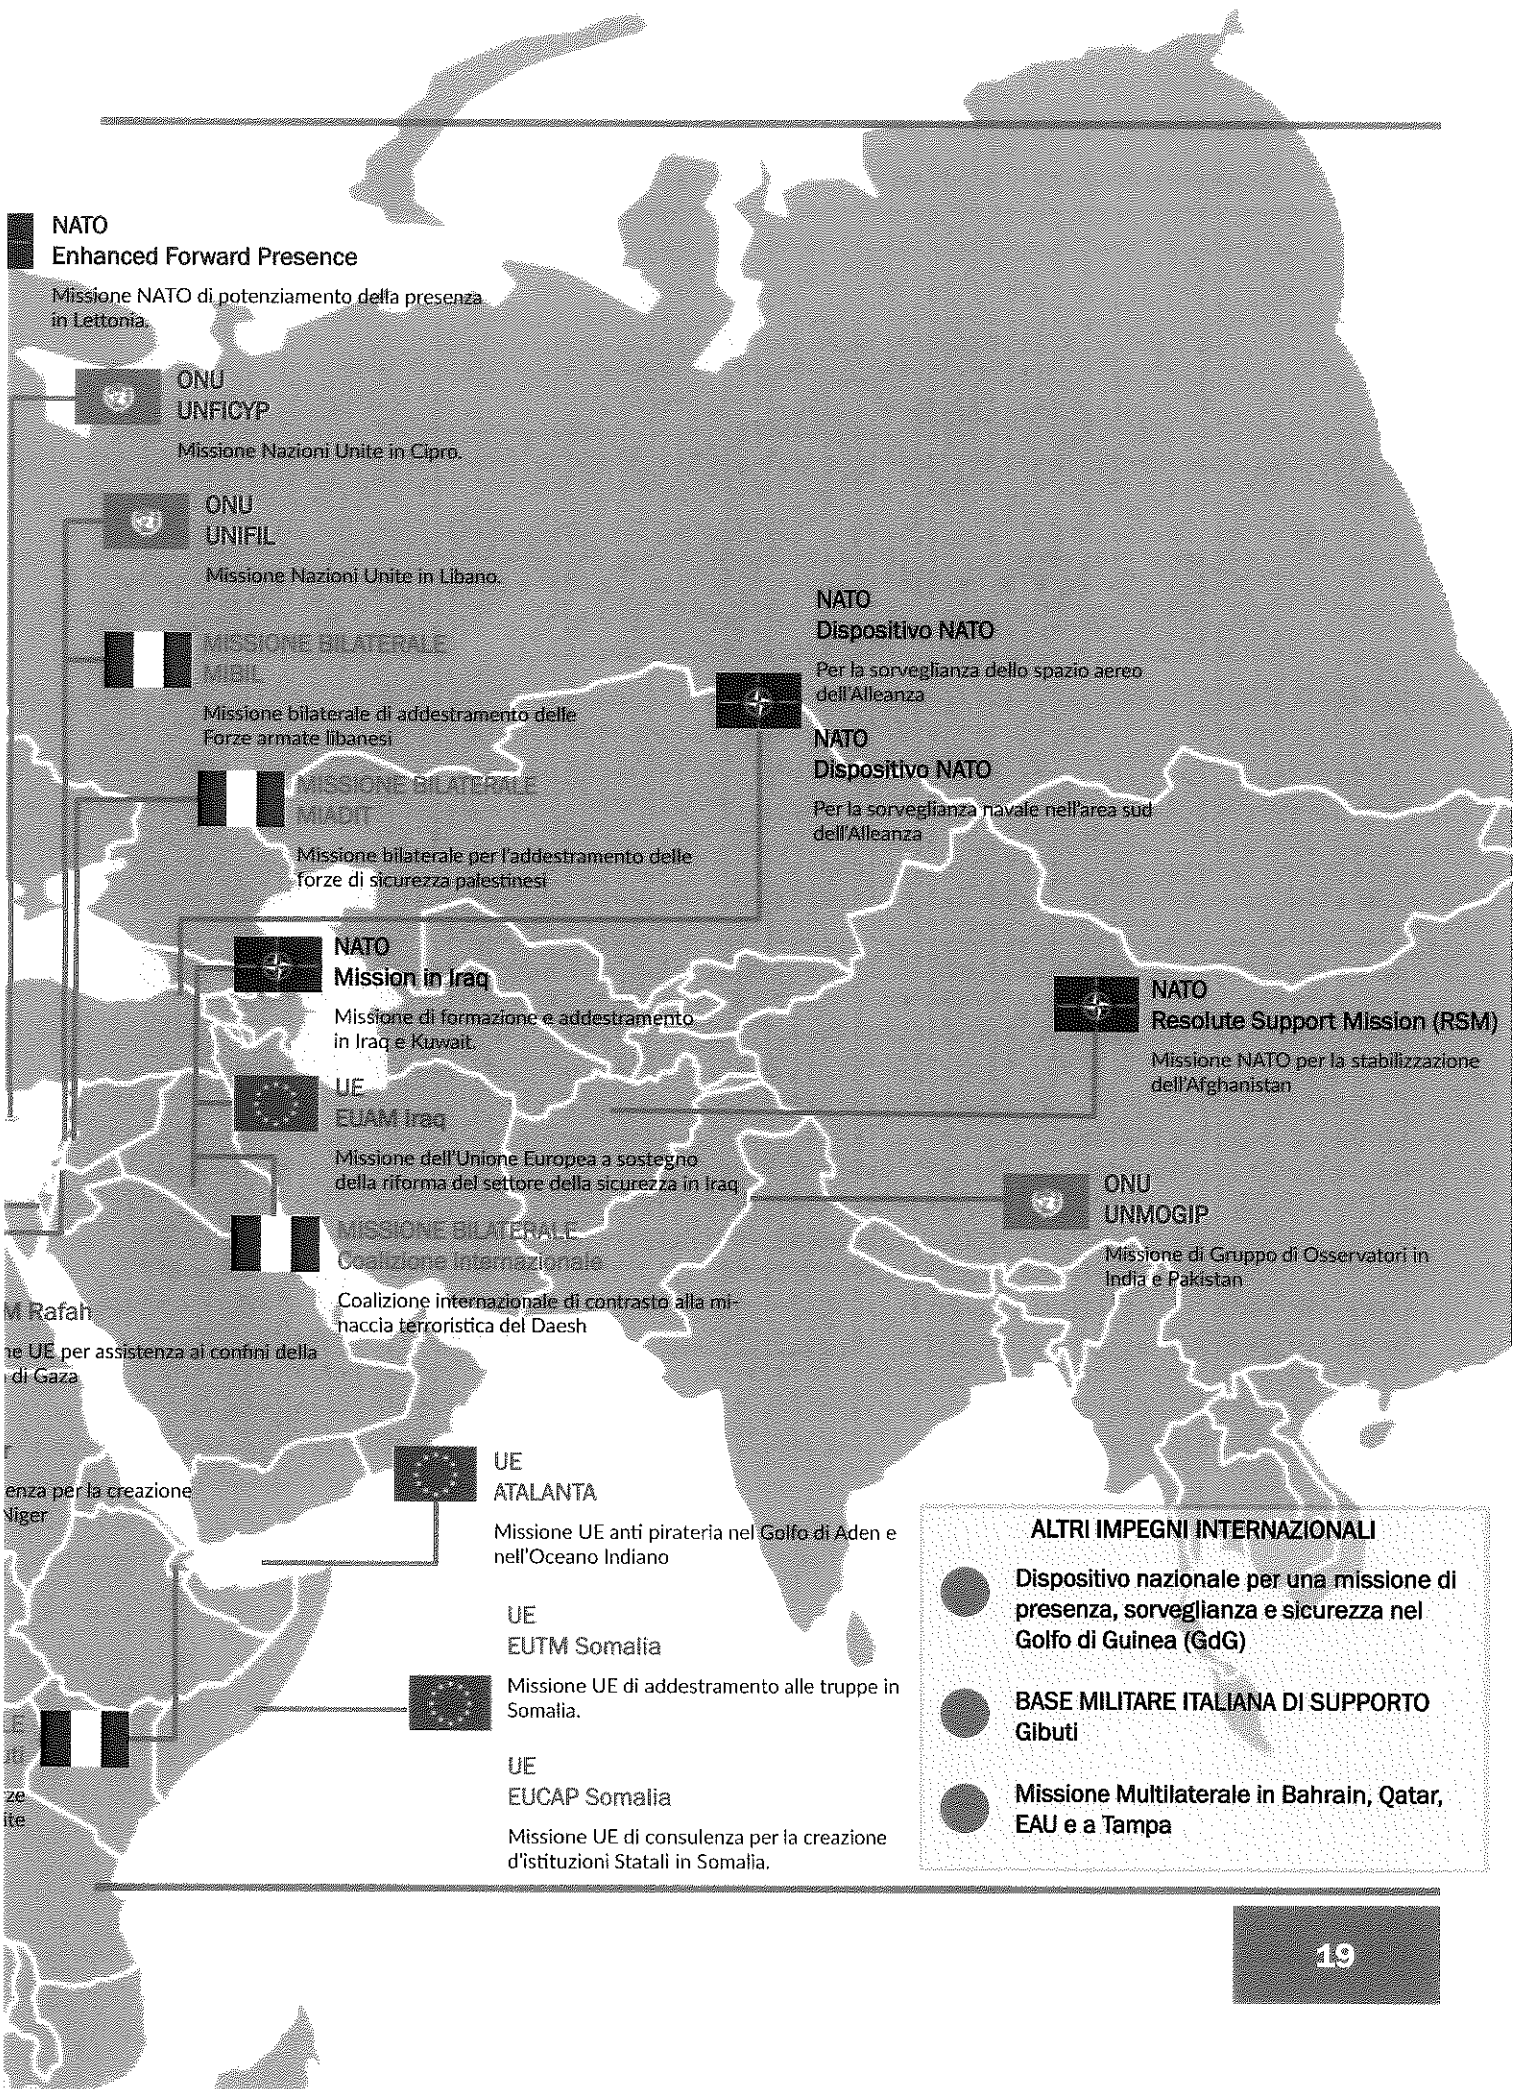 NATO
Enhanced Forward Presence
Missione NATO di potenziamento della presenza
in Lettonia.
ONU
UNFICYP
Missione Nazioni Unite in Cipro.
ONU
UNIFIL
Missione Nazioni Unite in Libano.
MISSIONE BILATERALE
MIBIL
Missione bilaterale di addestramento delle
Forze armate libanesi
MISSIONE BILATERALE
MIADIT
Missione bilaterale per l'addestramento delle
forze di sicurezza palestinesi
NATO
Dispositivo NATO
Per la sorveglianza dello spazio aereo
dell'Alleanza
NATO
Dispositivo NATO
Per la sorveglianza navale nell'area sud
dell'Alleanza
NATO
Mission in Iraq
Missione di formazione e addestramento
in Iraq e Kuwait.
NATO
Resolute Support Mission (RSM)
Missione NATO per la stabilizzazione
dell'Afghanistan
UE
EUAM Iraq
Missione dell'Unione Europea a sostegno
della riforma del settore della sicurezza in Iraq
ONU
UNMOGIP
Missione di Gruppo di Osservatori in
India e Pakistan
MISSIONE BILATERALE
Coalizione Internazionale
Coalizione internazionale di contrasto alla mi-
naccia terroristica del Daesh
M Rafah
ne UE per assistenza ai confini della
di Gaza
enza per la creazione
Niger
UE
ATALANTA
Missione UE anti pirateria nel Golfo di Aden e
nell'Oceano Indiano
UE
EUTM Somalia
Missione UE di addestramento alle truppe in
Somalia.
UE
EUCAP Somalia
Missione UE di consulenza per la creazione
d'istituzioni Statali in Somalia.
LE
uti
rze
ite
ALTRI IMPEGNI INTERNAZIONALI
Dispositivo nazionale per una missione di
presenza, sorveglianza e sicurezza nel
Golfo di Guinea (GdG)
BASE MILITARE ITALIANA DI SUPPORTO
Gibuti
Missione Multilaterale in Bahrain, Qatar,
EAU e a Tampa
19